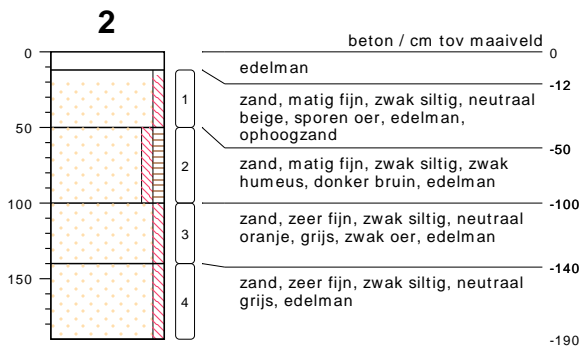 2
beton / cm tov maaiveld
0
0
edelman
-12
1
zand, matig fijn, zwak siltig, neutraal
beige, sporen oer, edelman,
ophoogzand
50
-50
2
zand, matig fijn, zwak siltig, zwak
humeus, donker bruin, edelman
100
-100
3
zand, zeer fijn, zwak siltig, neutraal
oranje, grijs, zwak oer, edelman
-140
150
4
zand, zeer fijn, zwak siltig, neutraal
grijs, edelman
-190